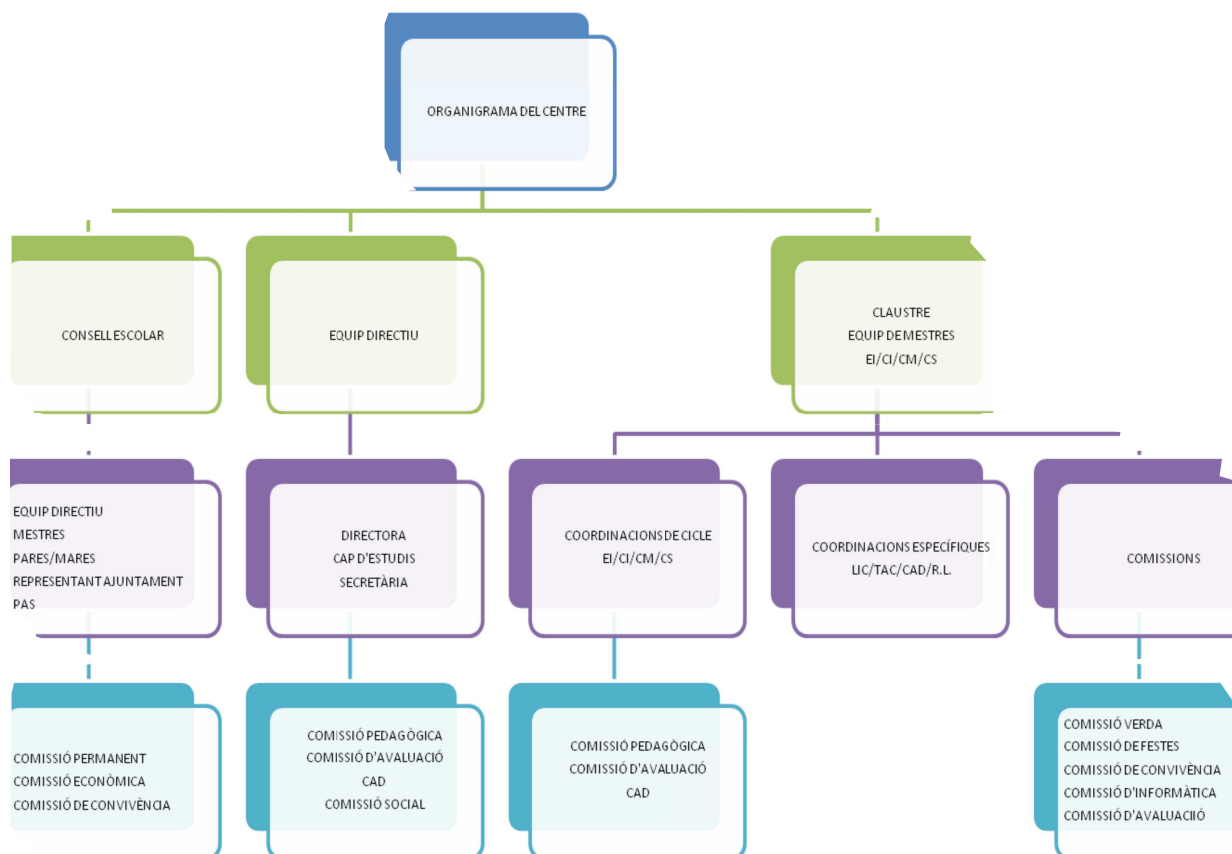 ORGANIGRAMA DEL CENTRE
CONSELL ESCOLAR
EQUIP DIRECTIU
CLAUSTRE
EQUIP DE MESTRES
EI/CI/CM/CS
EQUIP DIRECTIU
MESTRES
PARES/MARES
REPRESENTANT AJUNTAMENT
PAS
DIRECTORA
CAP D'ESTUDIS
SECRETÀRIA
COORDINACIONS DE CICLE
EI/CI/CM/CS
COORDINACIONS ESPECÍFIQUES
LIC/TAC/CAD/R.L.
COMISSIONS
COMISSIÓ PERMANENT
COMISSIÓ ECONÒMICA
COMISSIÓ DE CONVIVÈNCIA
COMISSIÓ PEDAGÒGICA
COMISSIÓ D'AVALUACIÓ
CAD
COMISSIÓ SOCIAL
COMISSIÓ PEDAGÒGICA
COMISSIÓ D'AVALUACIÓ
CAD
COMISSIÓ VERDA
COMISSIÓ DE FESTES
COMISSIÓ DE CONVIVÈNCIA
COMISSIÓ D'INFORMÀTICA
COMISSIÓ D'AVALUACIIÓ